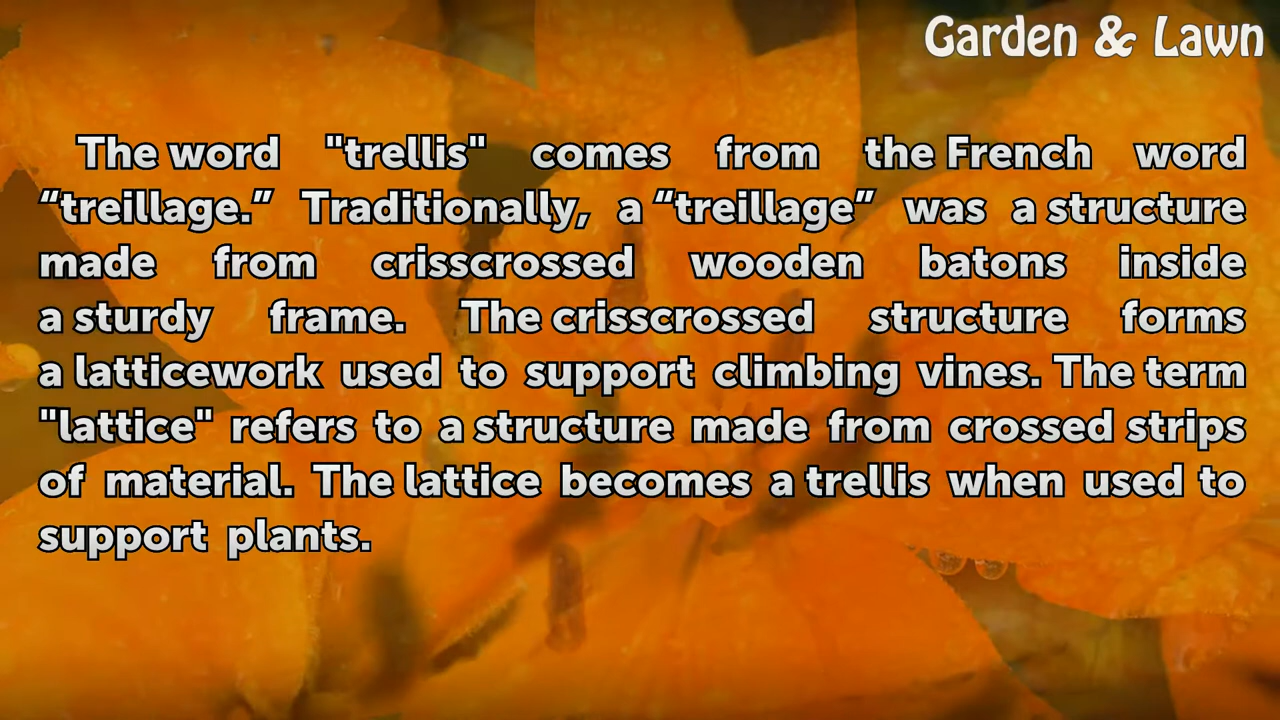 Garden & Lawn
The word "trellis" comes from the French word
“treillage.” Traditionally, a “treillage” was a structure
made from crisscrossed wooden batons inside
a sturdy frame. The crisscrossed structure forms
a latticework used to support climbing vines. The term
"lattice" refers to a structure made from crossed strips
of material. The lattice becomes a trellis when used to
support plants.